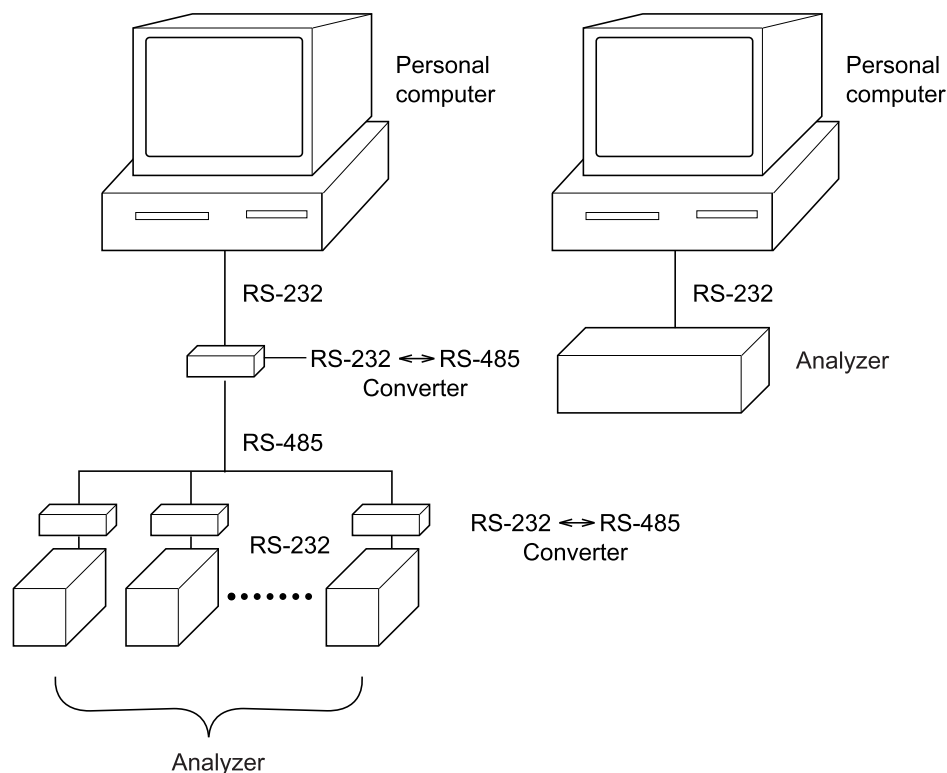 Personal
computer
Personal
computer
RS-232
RS-232
RS-232 ↔ RS-485
Converter
Analyzer
RS-485
RS-232 ↔ RS-485
Converter
RS-232
Analyzer